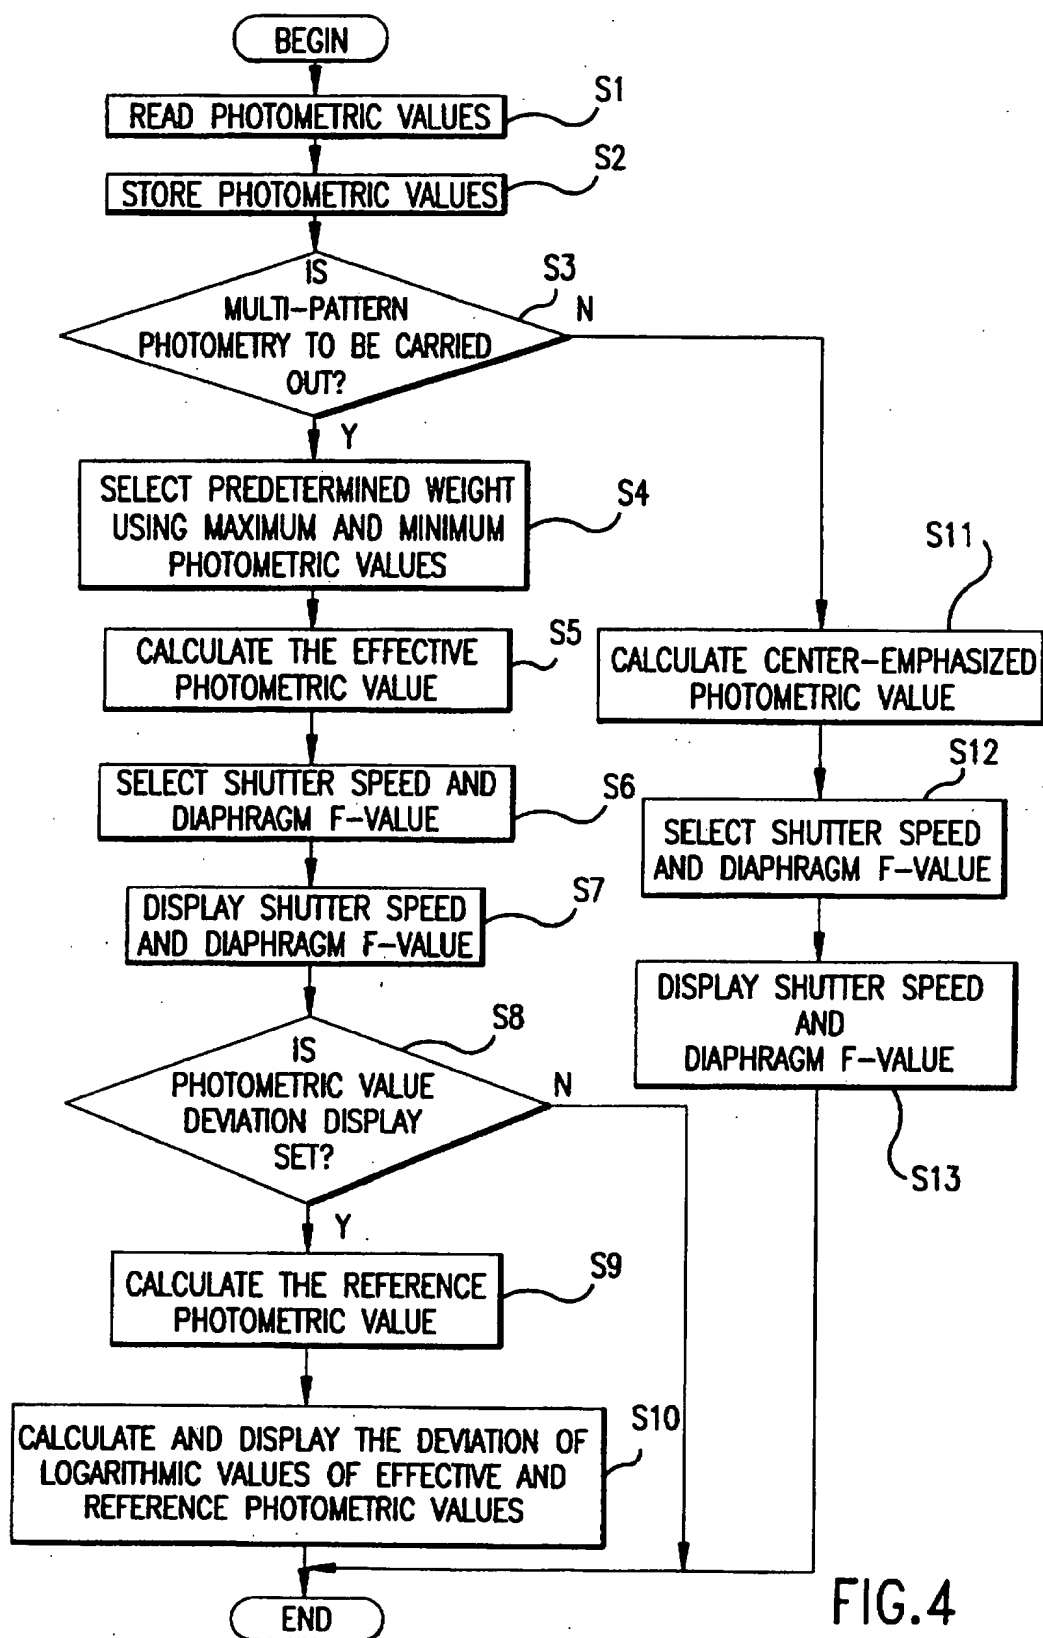 BEGIN
READ PHOTOMETRIC VALUES
S1
STORE PHOTOMETRIC VALUES
S2
IS
MULTI-PATTERN
PHOTOMETRY TO BE CARRIED
OUT?
S3
N
Y
SELECT PREDETERMINED WEIGHT
USING MAXIMUM AND MINIMUM
PHOTOMETRIC VALUES
S4
CALCULATE THE EFFECTIVE
PHOTOMETRIC VALUE
S5
SELECT SHUTTER SPEED AND
DIAPHRAGM F-VALUE
S6
DISPLAY SHUTTER SPEED
AND DIAPHRAGM F-VALUE
S7
IS
PHOTOMETRIC VALUE
DEVIATION DISPLAY
SET?
S8
N
Y
CALCULATE THE REFERENCE
PHOTOMETRIC VALUE
S9
CALCULATE AND DISPLAY THE DEVIATION OF
LOGARITHMIC VALUES OF EFFECTIVE AND
REFERENCE PHOTOMETRIC VALUES
S10
S11
CALCULATE CENTER-EMPHASIZED
PHOTOMETRIC VALUE
S12
SELECT SHUTTER SPEED
AND DIAPHRAGM F-VALUE
DISPLAY SHUTTER SPEED
AND
DIAPHRAGM F-VALUE
S13
END
FIG.4